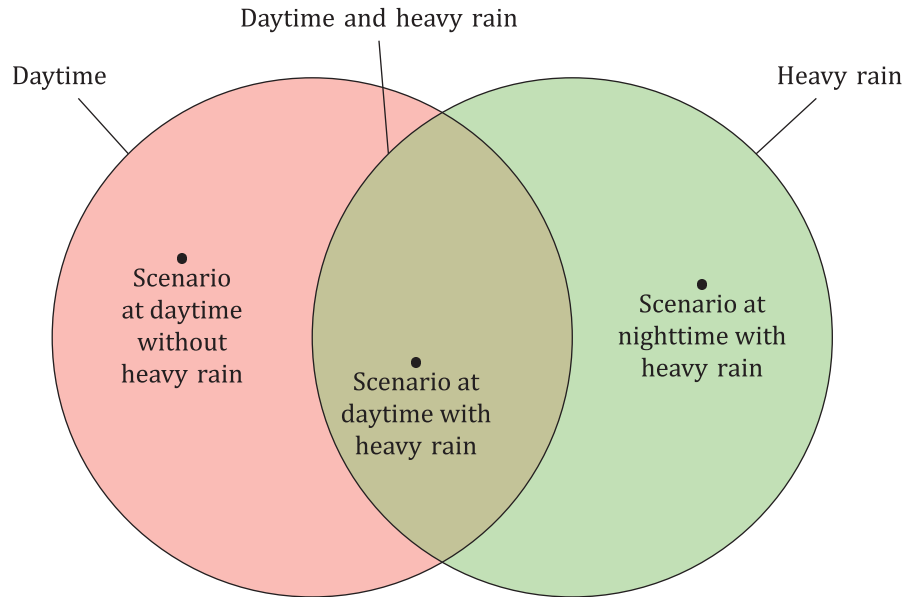 Daytime and heavy rain
Daytime
Heavy rain
Scenario
at daytime
without
heavy rain
Scenario at
daytime with
heavy rain
Scenario at
nighttime with
heavy rain